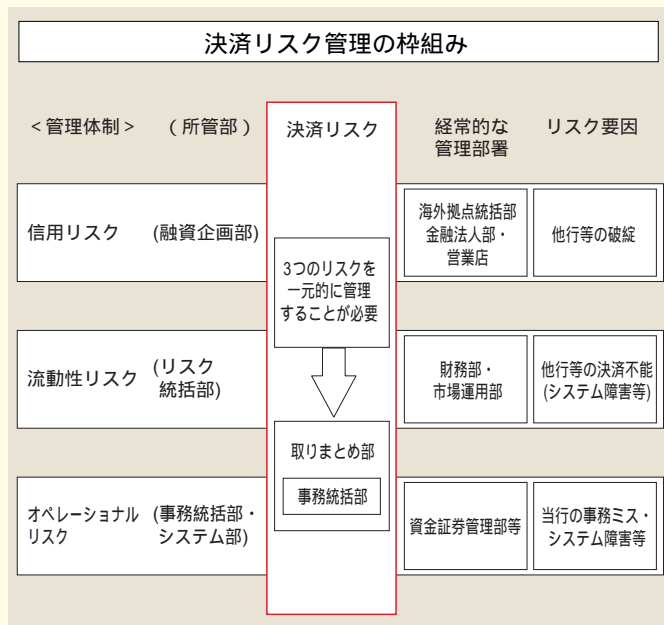 決済リスク管理の枠組み
＜管理体制＞
（所管部）
決済リスク
経常的な
管理部署
リスク要因
信用リスク
(融資企画部)
海外拠点統括部
金融法人部・
営業店
他行等の破綻
3つのリスクを
一元的に管理
することが必要
流動性リスク
(リスク
統括部)
財務部・
市場運用部
他行等の決済不能
(システム障害等)
取りまとめ部
事務統括部
オペレーショナル
リスク
(事務統括部・
システム部)
資金証券管理部等
当行の事務ミス・
システム障害等